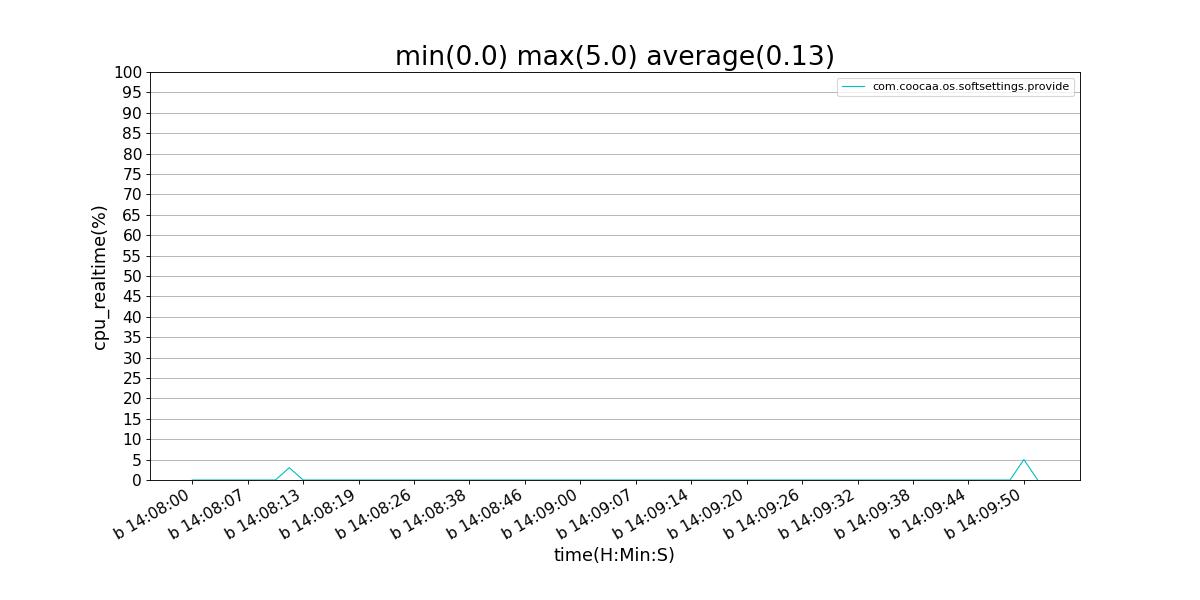 min(0.0) max(5.0) average(0.13)
com.coocaa.os.softsettings.provide
100
95
90
85
80
75
70
65
60
55
50
45
40
35
30
25
20
15
10
5
0
cpu_realtime(%)
b 14:08:00
b 14:08:07
b 14:08:13
b 14:08:19
b 14:08:26
b 14:08:38
b 14:08:46
b 14:09:00
b 14:09:07
b 14:09:14
b 14:09:20
b 14:09:26
b 14:09:32
b 14:09:38
b 14:09:44
b 14:09:50
time(H:Min:S)